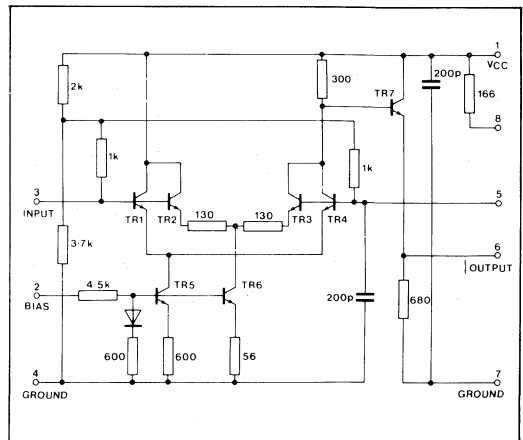 1
VCC
2k
300
TR7
200p
166
8
1k
1k
3
INPUT
TR1
TR2
130
130
TR3
TR4
5
3·7k
6
OUTPUT
2
BIAS
4·5k
TR5
TR6
200p
680
600
600
56
4
GROUND
7
GROUND